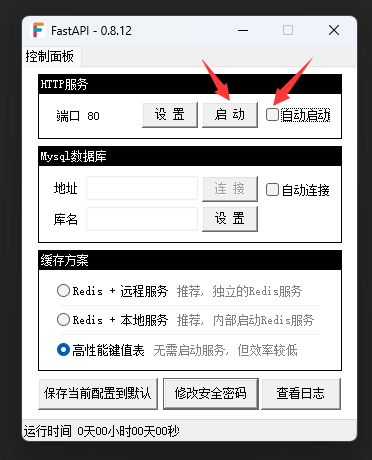 FastAPI - 0.8.12
控制面板
HTTP服务
端口 80 设 置 启 动 自动启动
Mysql数据库
地址 连 接 自动连接
库名 设 置
缓存方案
Redis + 远程服务 推荐, 独立的Redis服务
Redis + 本地服务 推荐, 内部启动Redis服务
高性能键值表 无需启动服务, 但效率较低
保存当前配置到默认 修改安全密码 查看日志
运行时间 0天00小时00天00秒